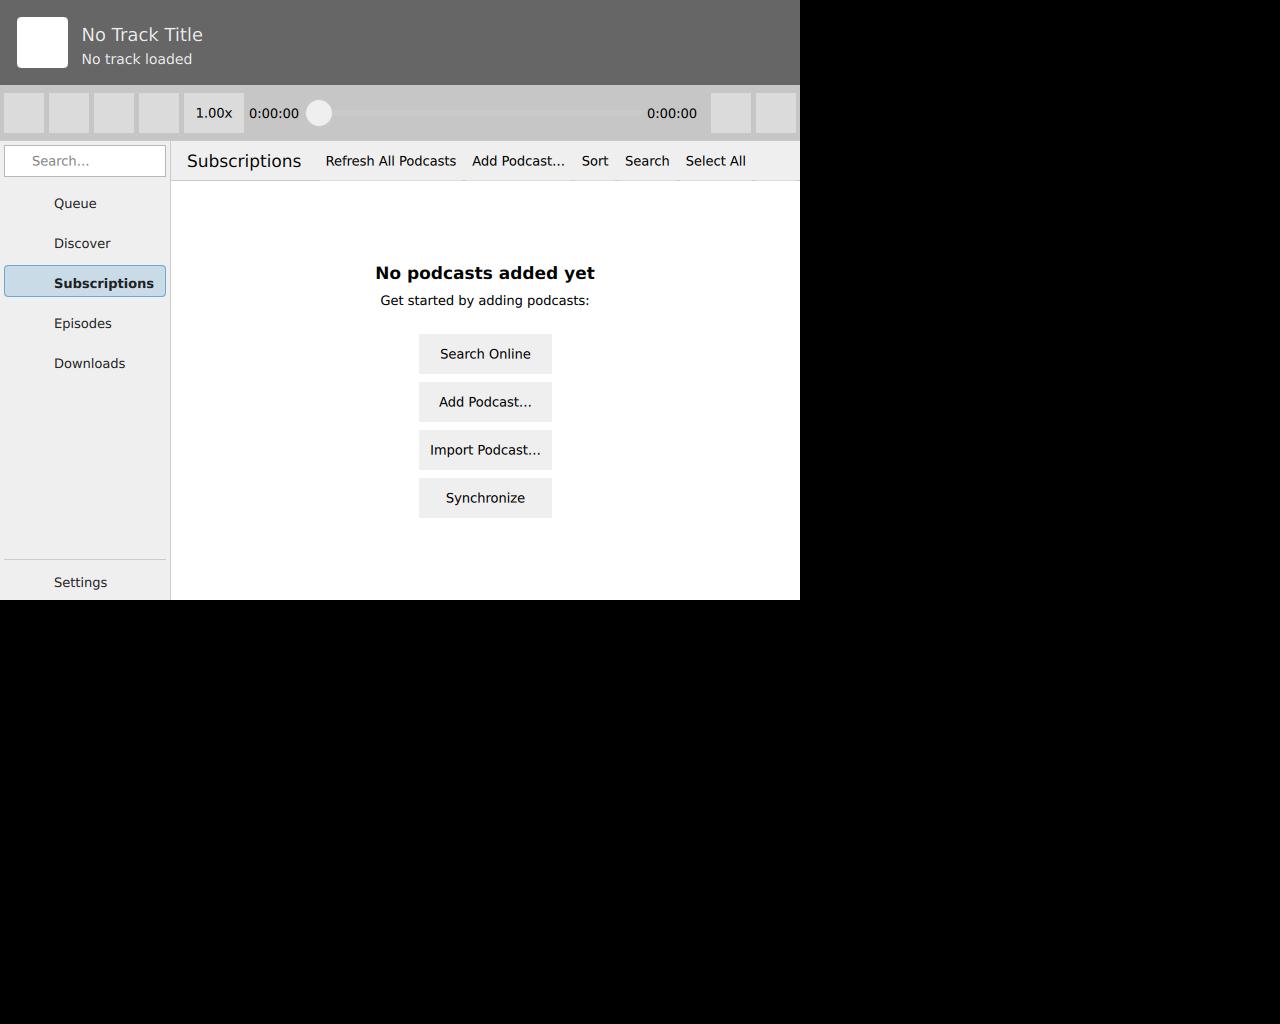 No Track Title
No track loaded
1.00x 0:00:00 0:00:00
Search...
Subscriptions Refresh All Podcasts Add Podcast... Sort Search Select All
Queue
Discover
Subscriptions
Episodes
Downloads
Settings
No podcasts added yet
Get started by adding podcasts:
Search Online
Add Podcast...
Import Podcast...
Synchronize